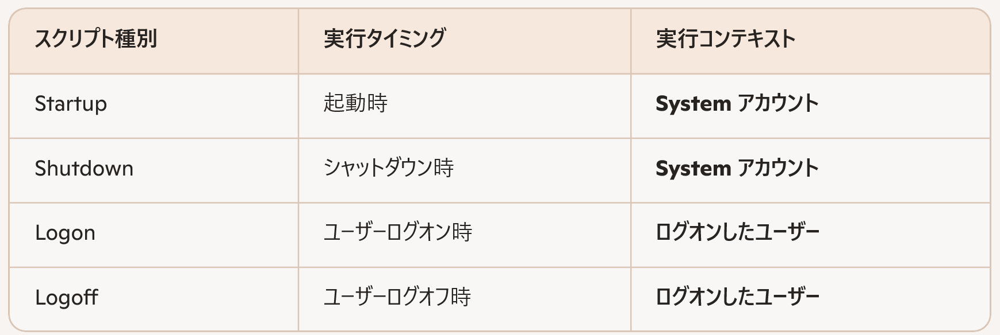 スクリプト種別 実行タイミング 実行コンテキスト
Startup 起動時 System アカウント
Shutdown シャットダウン時 System アカウント
Logon ユーザーログオン時 ログオンしたユーザー
Logoff ユーザーログオフ時 ログオンしたユーザー